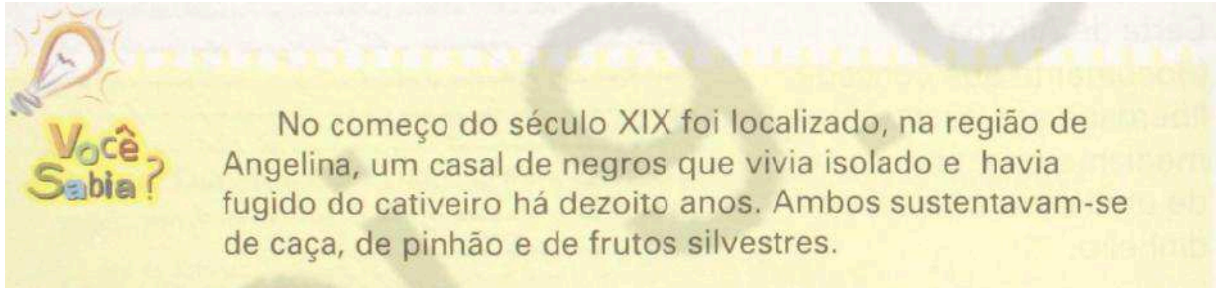 Você
Sabia?
No começo do século XIX foi localizado, na região de
Angelina, um casal de negros que vivia isolado e havia
fugido do cativeiro há dezoito anos. Ambos sustentavam-se
de caça, de pinhão e de frutos silvestres.